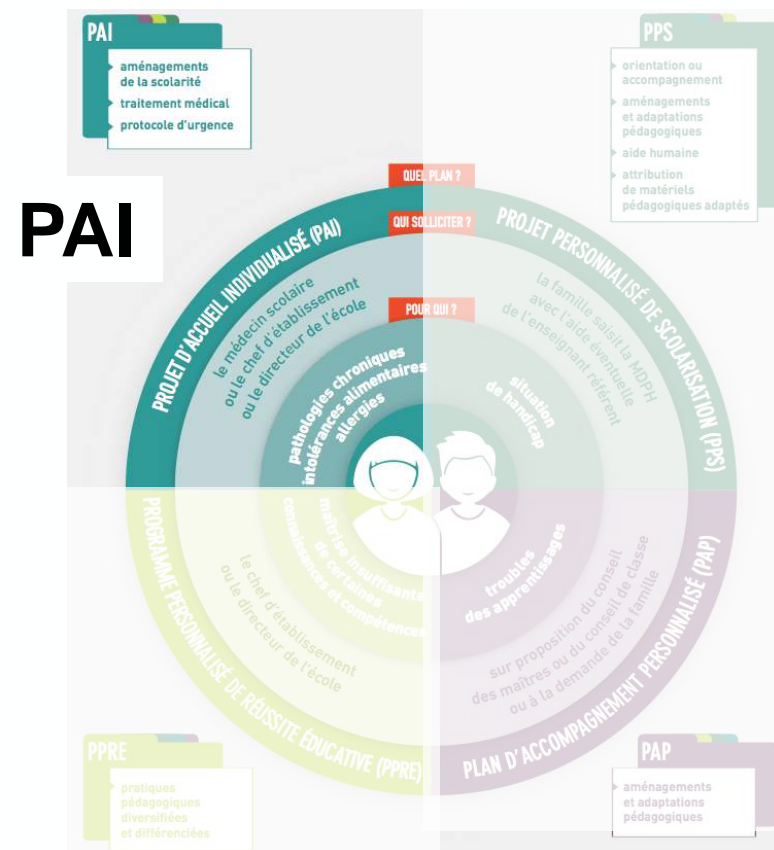 PAI
aménagements
de la scolarité
traitement médical
protocole d'urgence
PPS
orientation ou
accompagnement
aménagements
et adaptations
pédagogiques
aide humaine
attribution
de matériels
pédagogiques adaptés
PAI
QUEL PLAN ?
QUI SOLLICITER ?
POUR QUI ?
PROJET D'ACCUEIL INDIVIDUALISÉ (PAI)
le médecin scolaire
ou le chef d'établissement
ou le directeur de l'école
pathologies chroniques
intolérances alimentaires
allergies
PROJET PERSONNALISÉ DE SCOLARISATION (PPS)
la famille saisit la MDPH
avec l'aide éventuelle
de l'enseignant référent
situation
de handicap
PROGRAMME PERSONNALISÉ DE RÉUSSITE ÉDUCATIVE (PPRE)
le chef d'établissement
ou le directeur de l'école
maîtrise insuffisante
de certaines
connaissances et compétences
PLAN D'ACCOMPAGNEMENT PERSONNALISÉ (PAP)
sur proposition du conseil
des maîtres ou du conseil de classe
ou à la demande de la famille
troubles
des apprentissages
PPRE
pratiques
pédagogiques
diversifiées
et différenciées
PAP
aménagements
et adaptations
pédagogiques